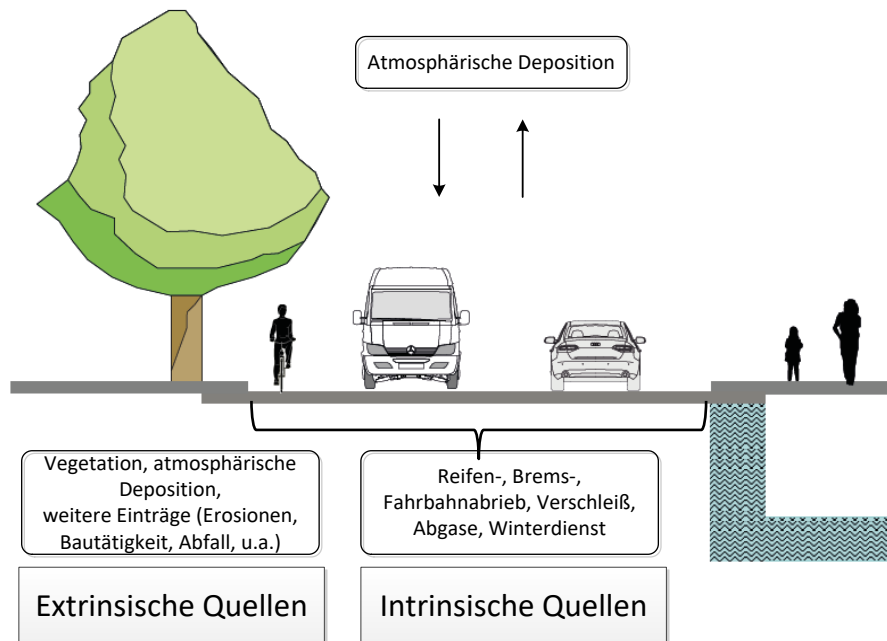 Atmosphärische Deposition
Vegetation, atmosphärische
Deposition,
weitere Einträge (Erosionen,
Bautätigkeit, Abfall, u.a.)
Reifen-, Brems-,
Fahrbahnabrieb, Verschleiß,
Abgase, Winterdienst
Extrinsische Quellen
Intrinsische Quellen